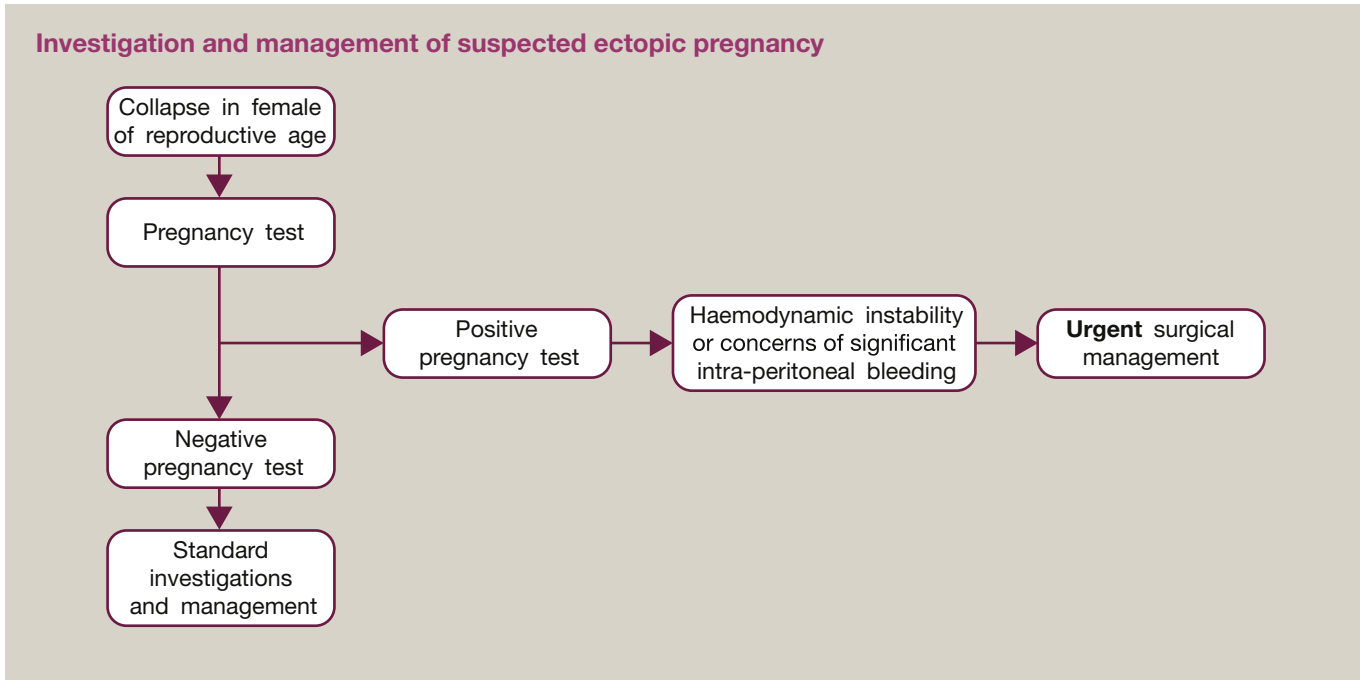 Investigation and management of suspected ectopic pregnancy
Collapse in female
of reproductive age
Pregnancy test
Positive
pregnancy test
Haemodynamic instability
or concerns of significant
intra-peritoneal bleeding
Urgent surgical
management
Negative
pregnancy test
Standard
investigations
and management